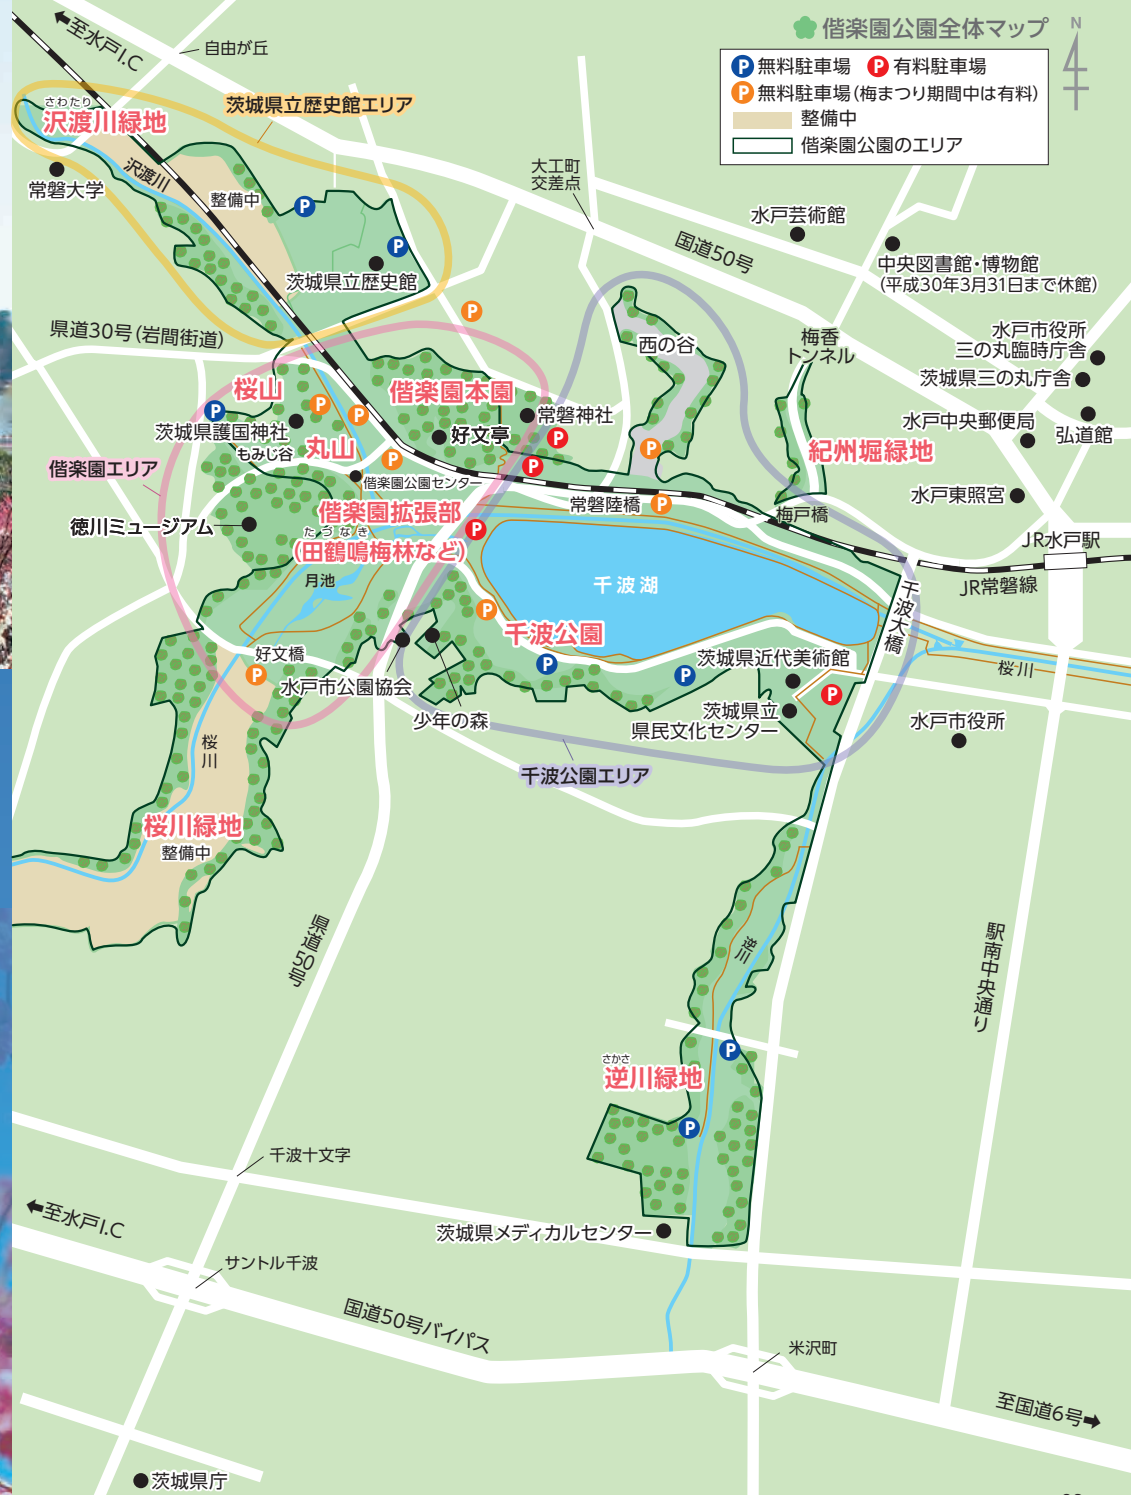 偕楽園公園全体マップ
N
P 無料駐車場 P 有料駐車場
P 無料駐車場(梅まつり期間中は有料)
整備中
偕楽園公園のエリア
至水戸I.C
自由が丘
さわたり
沢渡川緑地
茨城県立歴史館エリア
常磐大学
沢渡川
整備中
P
P
茨城県立歴史館
大工町
交差点
国道50号
水戸芸術館
中央図書館・博物館
(平成30年3月31日まで休館)
県道30号(岩間街道)
P
西の谷
梅香
トンネル
水戸市役所
三の丸臨時庁舎
茨城県三の丸庁舎
水戸中央郵便局
弘道館
桜山
偕楽園本園
P
P
P
茨城県護国神社
常磐神社
P
好文亭
もみじ谷
丸山
P
P
P
紀州堀緑地
偕楽園エリア
偕楽園公園センター
水戸東照宮
常磐陸橋
P
梅戸橋
徳川ミュージアム
偕楽園拡張部
たづなき
(田鶴鳴梅林など)
P
JR水戸駅
JR常磐線
月池
千波湖
千波大橋
P
千波公園
好文橋
P
水戸市公園協会
P
P
茨城県近代美術館
桜川
少年の森
茨城県立
県民文化センター
P
水戸市役所
桜川
千波公園エリア
桜川緑地
整備中
県道50号
逆川
駅南中央通り
さかさ
逆川緑地
P
P
千波十文字
至水戸I.C
茨城県メディカルセンター
サントル千波
国道50号バイパス
米沢町
至国道6号
茨城県庁